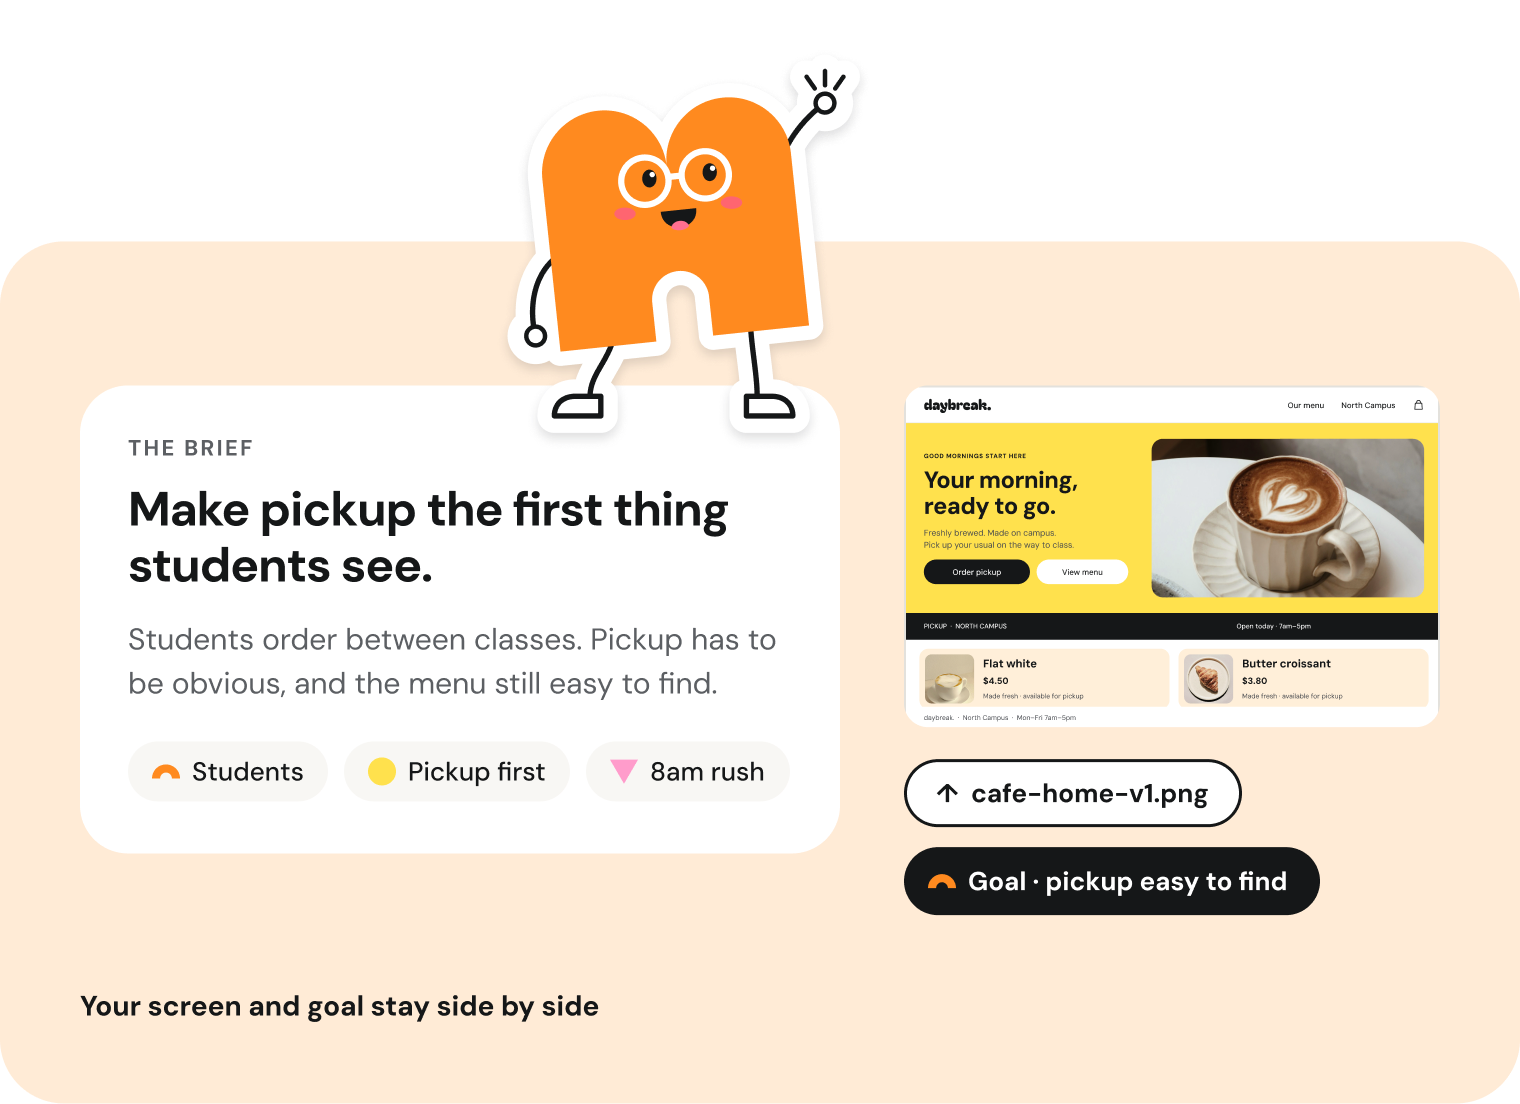 THE BRIEF
Make pickup the first thing
students see.
Students order between classes. Pickup has to
be obvious, and the menu still easy to find.
Students
Pickup first
8am rush
daybreak.
Our menu
North Campus
GOOD MORNINGS START HERE
Your morning,
ready to go.
Freshly brewed. Made on campus.
Pick up your usual on the way to class.
Order pickup
View menu
PICKUP · NORTH CAMPUS
Open today · 7am–5pm
Flat white
$4.50
Made fresh · available for pickup
Butter croissant
$3.80
Made fresh · available for pickup
daybreak. · North Campus · Mon–Fri 7am–5pm
cafe-home-v1.png
Goal · pickup easy to find
Your screen and goal stay side by side